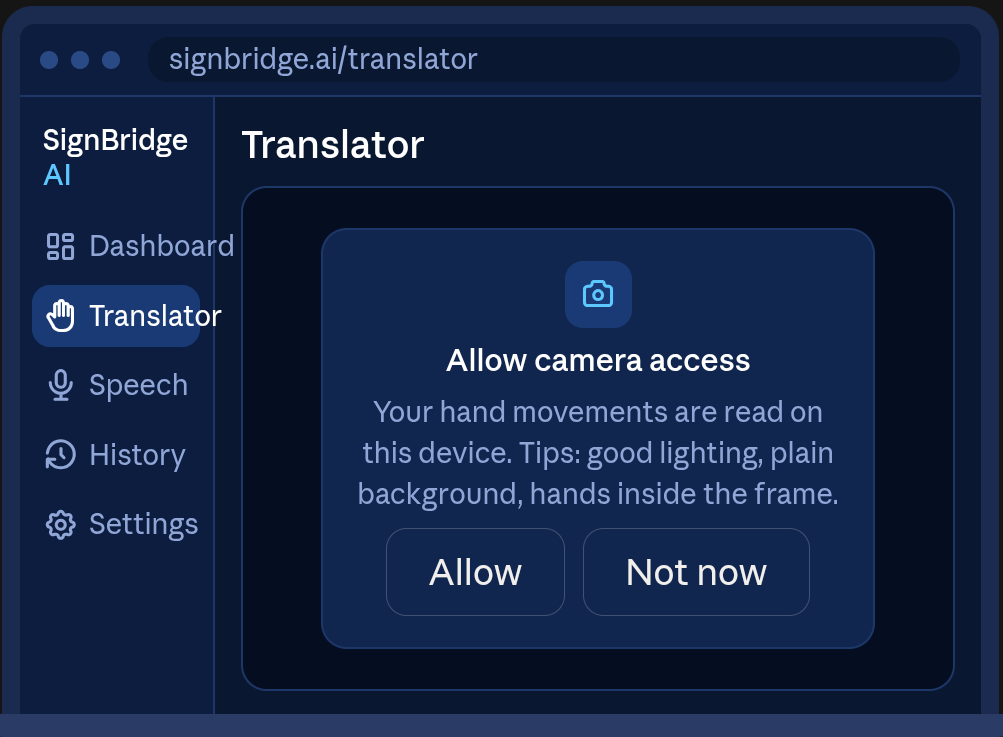 signbridge.ai/translator
SignBridge
AI
Dashboard
Translator
Speech
History
Settings
Translator
Allow camera access
Your hand movements are read on
this device. Tips: good lighting, plain
background, hands inside the frame.
Allow
Not now